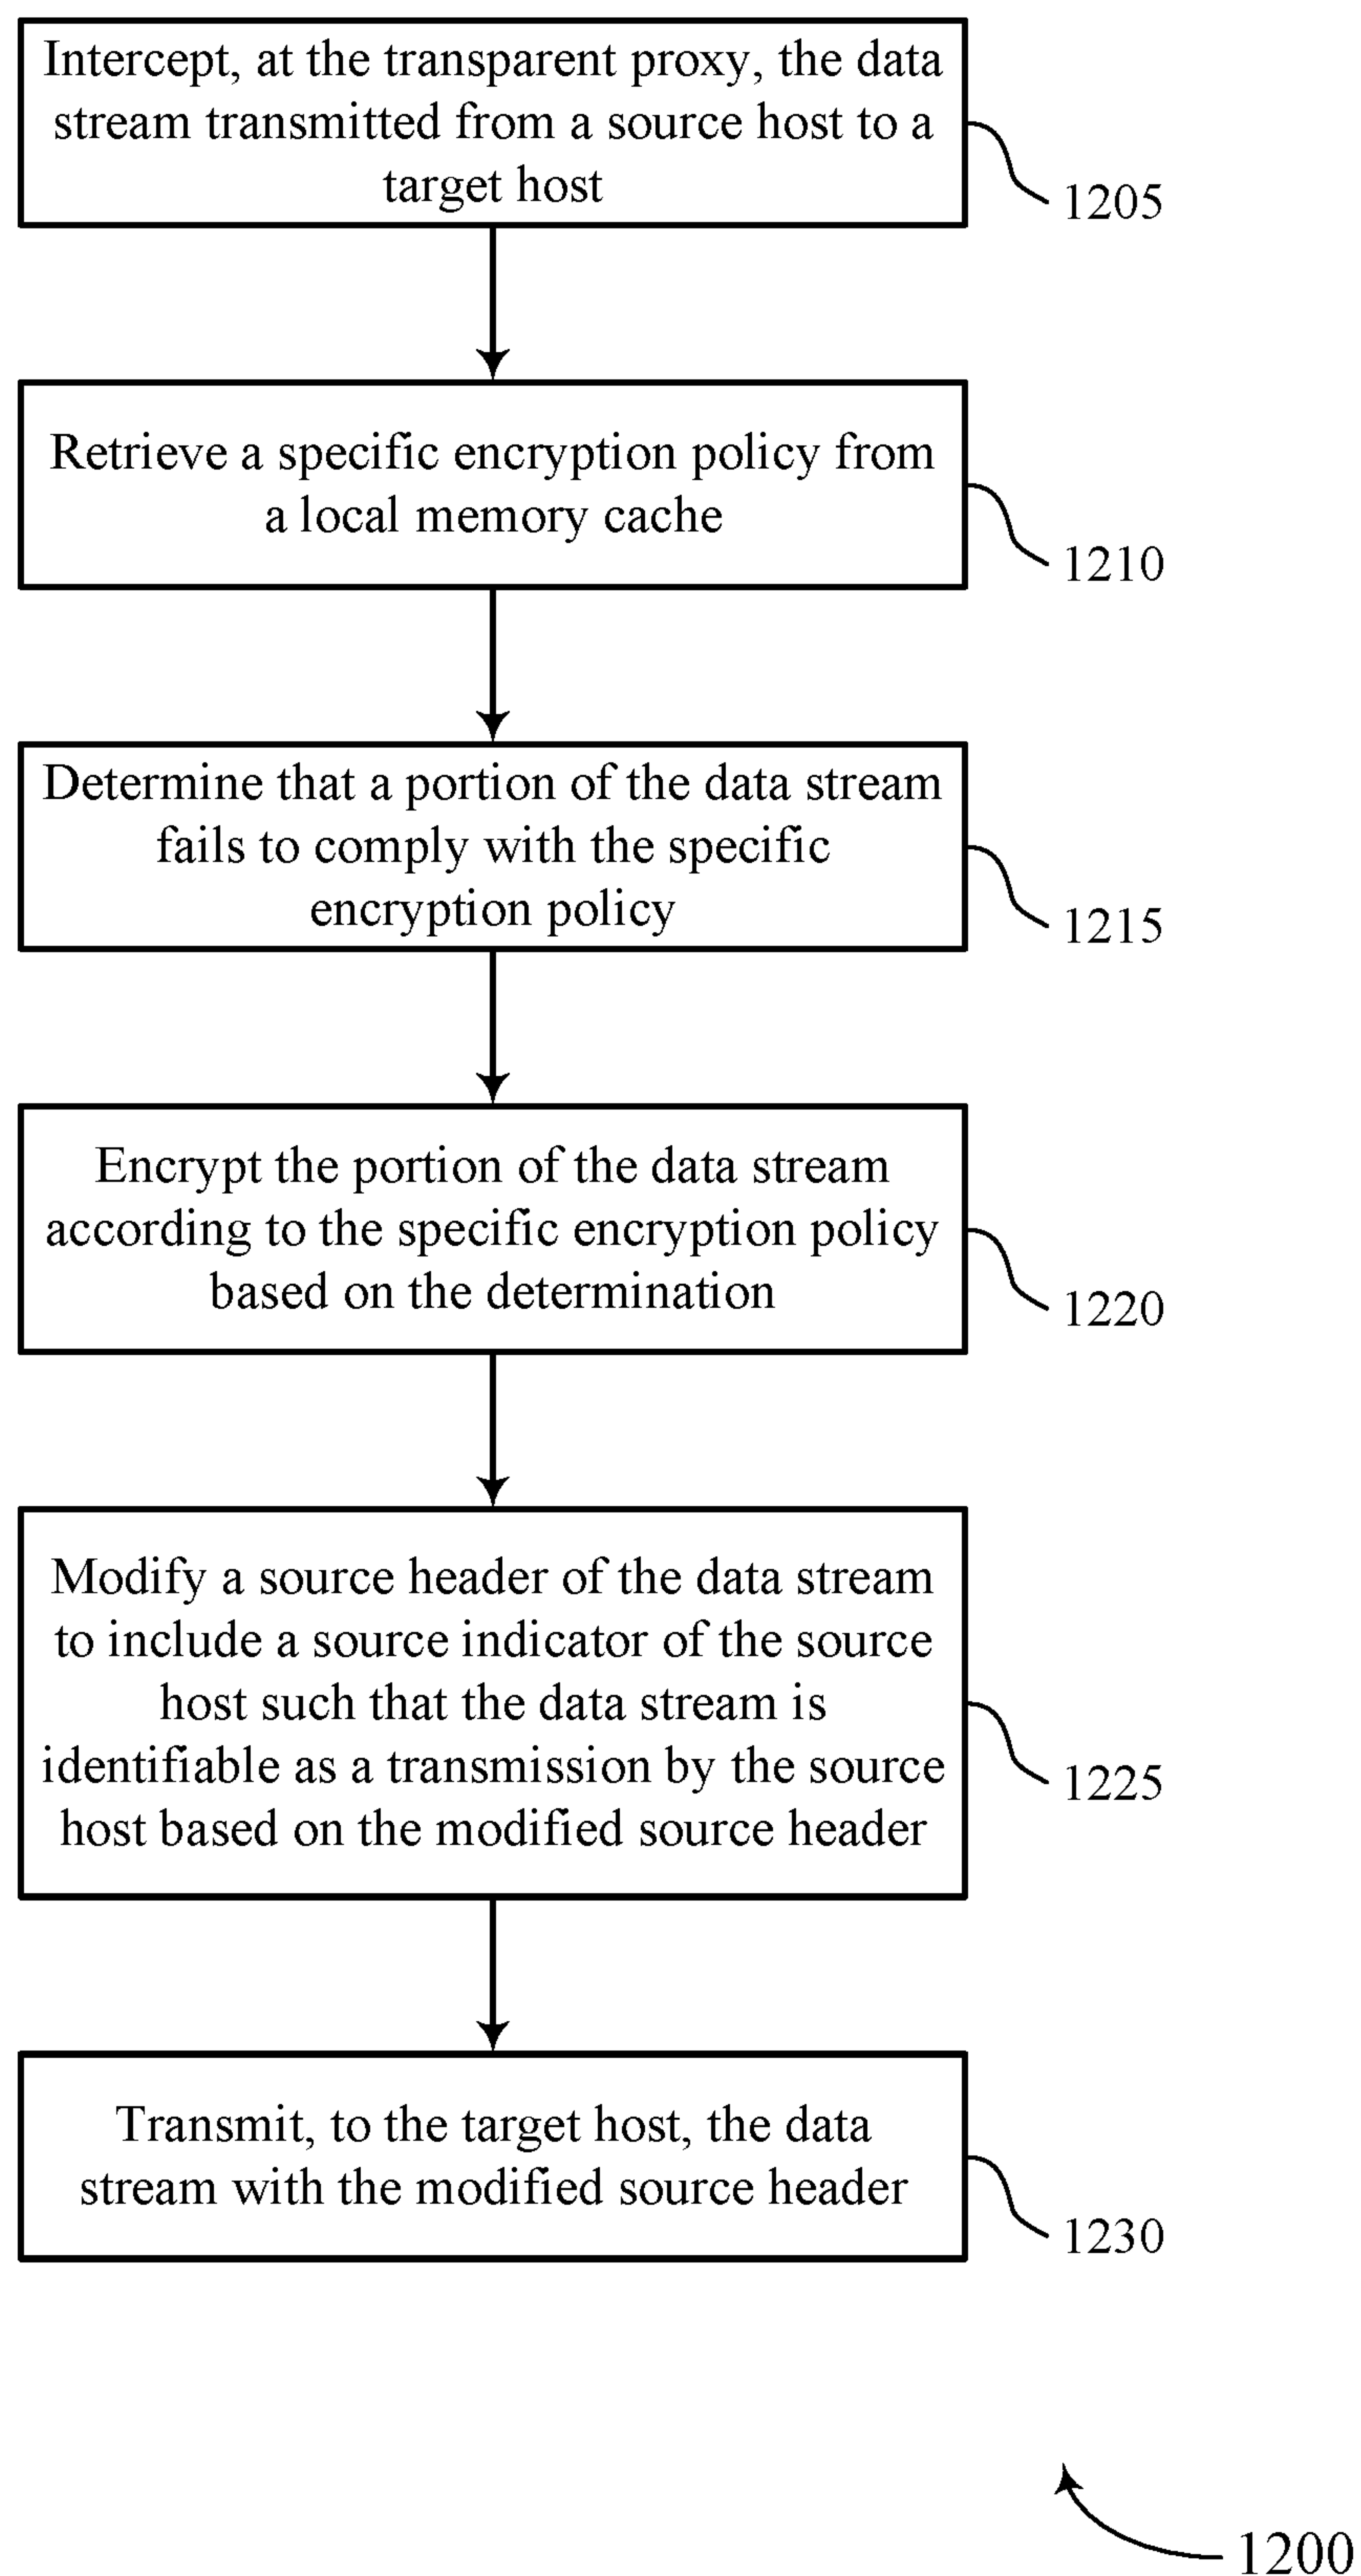 Intercept, at the transparent proxy, the data
stream transmitted from a source host to a
target host
1205
Retrieve a specific encryption policy from
a local memory cache
1210
Determine that a portion of the data stream
fails to comply with the specific
encryption policy
1215
Encrypt the portion of the data stream
according to the specific encryption policy
based on the determination
1220
Modify a source header of the data stream
to include a source indicator of the source
host such that the data stream is
identifiable as a transmission by the source
host based on the modified source header
1225
Transmit, to the target host, the data
stream with the modified source header
1230
1200